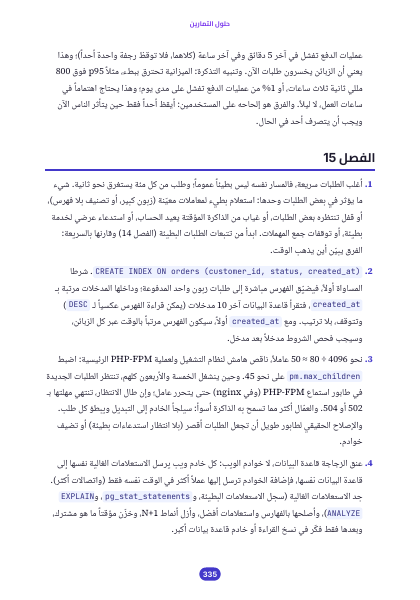 حلول التمارين
عمليات الدفع تفشل في آخر 5 دقائق وفي آخر ساعة (كلاهما، فلا توقظ رجفة واحدة أحداً)؛ وهذا
يعني أن الزبائن يخسرون طلبات الآن. وتنبيه التذكرة: الميزانية تحترق ببطء، مثلاً p95 فوق 800
مللي ثانية ثلاث ساعات، أو 1% من عمليات الدفع تفشل على مدى يوم؛ وهذا يحتاج اهتماماً في
ساعات العمل، لا ليلاً. والفرق هو إلحاحه على المستخدمين: أيقظ أحداً فقط حين يتأثر الناس الآن
ويجب أن يتصرف أحد في الحال.
الفصل 15
1. أغلب الطلبات سريعة، فالمسار نفسه ليس بطيئاً عموماً؛ وطلب من كل مئة يستغرق نحو ثانية. شيء
ما يؤثر في بعض الطلبات وحدها: استعلام بطيء لمعاملات معيّنة (زبون كبير، أو تصنيف بلا فهرس)،
أو قفل تنتظره بعض الطلبات، أو غياب من الذاكرة المؤقتة يعيد الحساب، أو استدعاء عرضي لخدمة
بطيئة، أو توقفات جمع المهملات. ابدأ من تتبعات الطلبات البطيئة (الفصل 14) وقارنها بالسريعة:
الفرق يبيّن أين يذهب الوقت.
2. CREATE INDEX ON orders (customer_id, status, created_at) . شرطا
المساواة أولاً، فيضيّق الفهرس مباشرة إلى طلبات زبون واحد المدفوعة؛ وداخلها المدخلات مرتبة بـ
created_at ، فتقرأ قاعدة البيانات آخر 10 مدخلات (يمكن قراءة الفهرس عكسياً لـ DESC )
وتتوقف، بلا ترتيب. ومع created_at أولاً، سيكون الفهرس مرتباً بالوقت عبر كل الزبائن،
وسيجب فحص الشروط مدخلاً بعد مدخل.
3. نحو 4096 ÷ 80 ≈ 50 عاملاً، ناقص هامش لنظام التشغيل ولعملية PHP-FPM الرئيسية: اضبط
pm.max_children على نحو 45. وحين ينشغل الخمسة والأربعون كلهم، تنتظر الطلبات الجديدة
في طابور استماع PHP-FPM (وفي nginx) حتى يتحرر عامل؛ وإن طال الانتظار، تنتهي مهلتها بـ
502 أو 504. والعمّال أكثر مما تسمح به الذاكرة أسوأ: سيلجأ الخادم إلى التبديل ويبطؤ كل طلب.
والإصلاح الحقيقي لطابور طويل أن تجعل الطلبات أقصر (بلا انتظار استدعاءات بطيئة) أو تضيف
خوادم.
4. عنق الزجاجة قاعدة البيانات، لا خوادم الويب: كل خادم ويب يرسل الاستعلامات الغالية نفسها إلى
قاعدة البيانات نفسها، فإضافة الخوادم ترسل إليها عملاً أكثر في الوقت نفسه فقط (واتصالات أكثر).
جد الاستعلامات الغالية (سجل الاستعلامات البطيئة، و pg_stat_statements ، وEXPLAIN
ANALYZE)، وأصلحها بالفهارس واستعلامات أفضل، وأزل أنماط N+1، وخزّن مؤقتاً ما هو مشترك،
وبعدها فقط فكّر في نسخ القراءة أو خادم قاعدة بيانات أكبر.
335